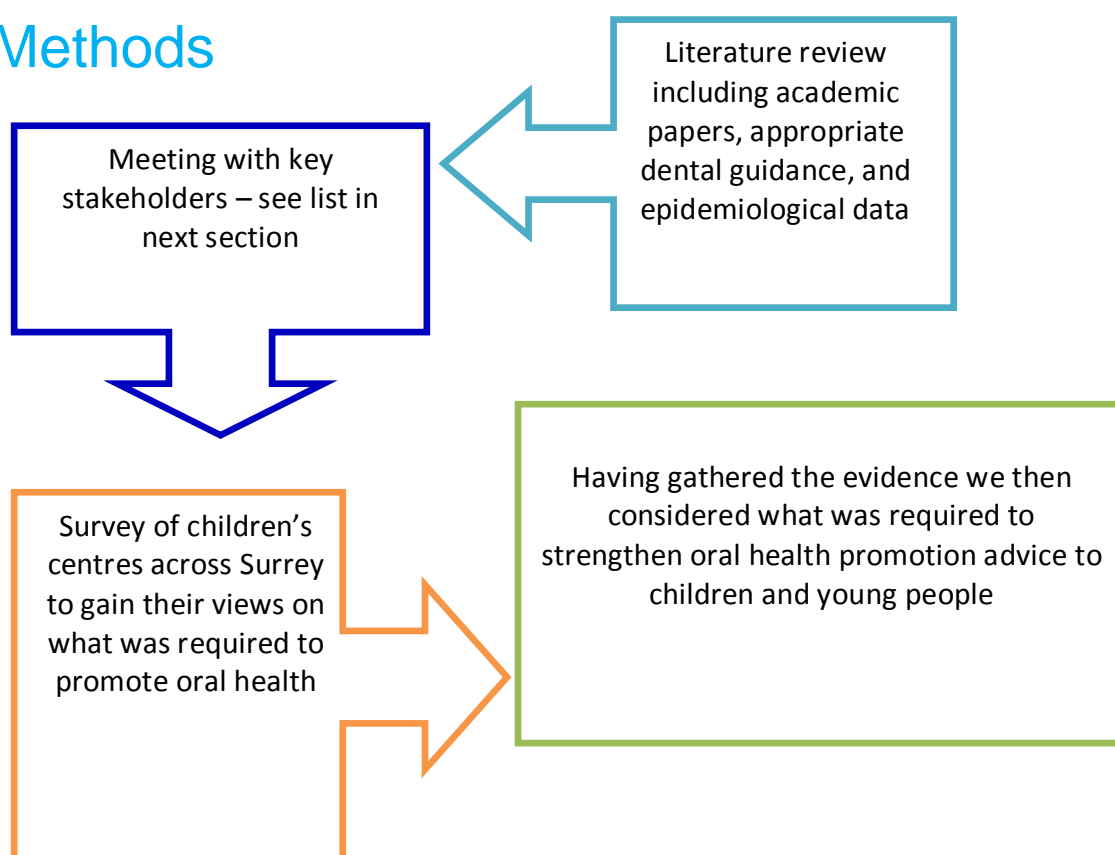 Methods
Literature review
including academic
papers, appropriate
dental guidance, and
epidemiological data
Meeting with key
stakeholders – see list in
next section
Survey of children’s
centres across Surrey
to gain their views on
what was required to
promote oral health
Having gathered the evidence we then
considered what was required to
strengthen oral health promotion advice to
children and young people